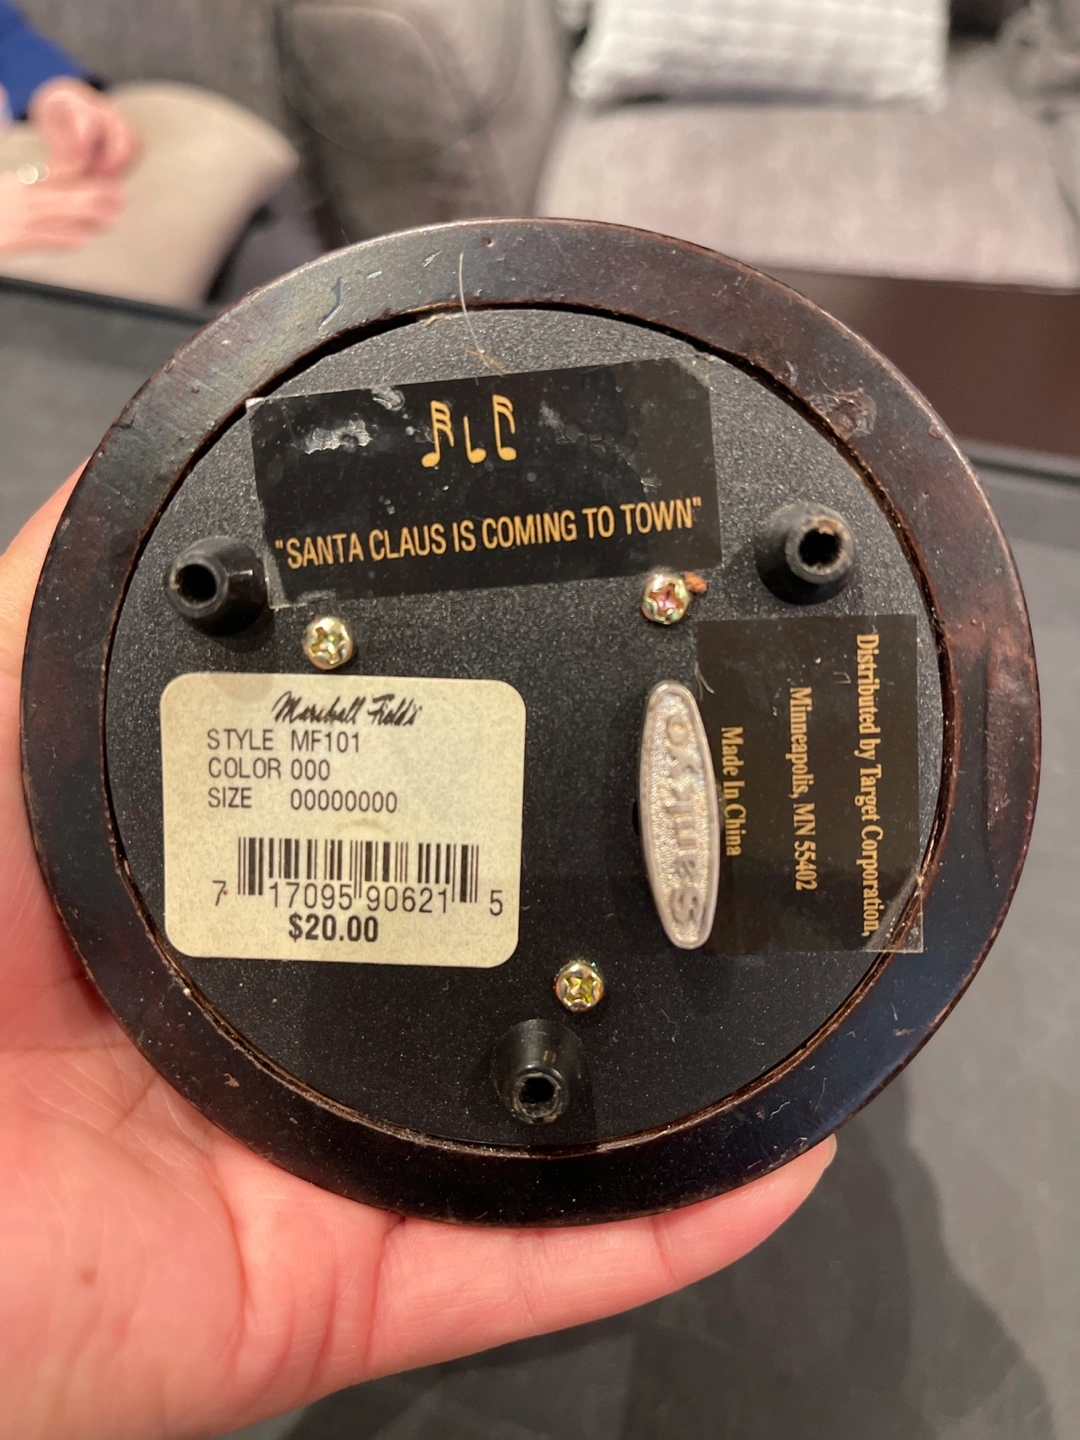 "SANTA CLAUS IS COMING TO TOWN"
Marshall Field's
STYLE MF101
COLOR 000
SIZE 00000000
7 17095 90621 5
$20.00
Sankyo
Distributed by Target Corporation,
Minneapolis, MN 55402
Made In China